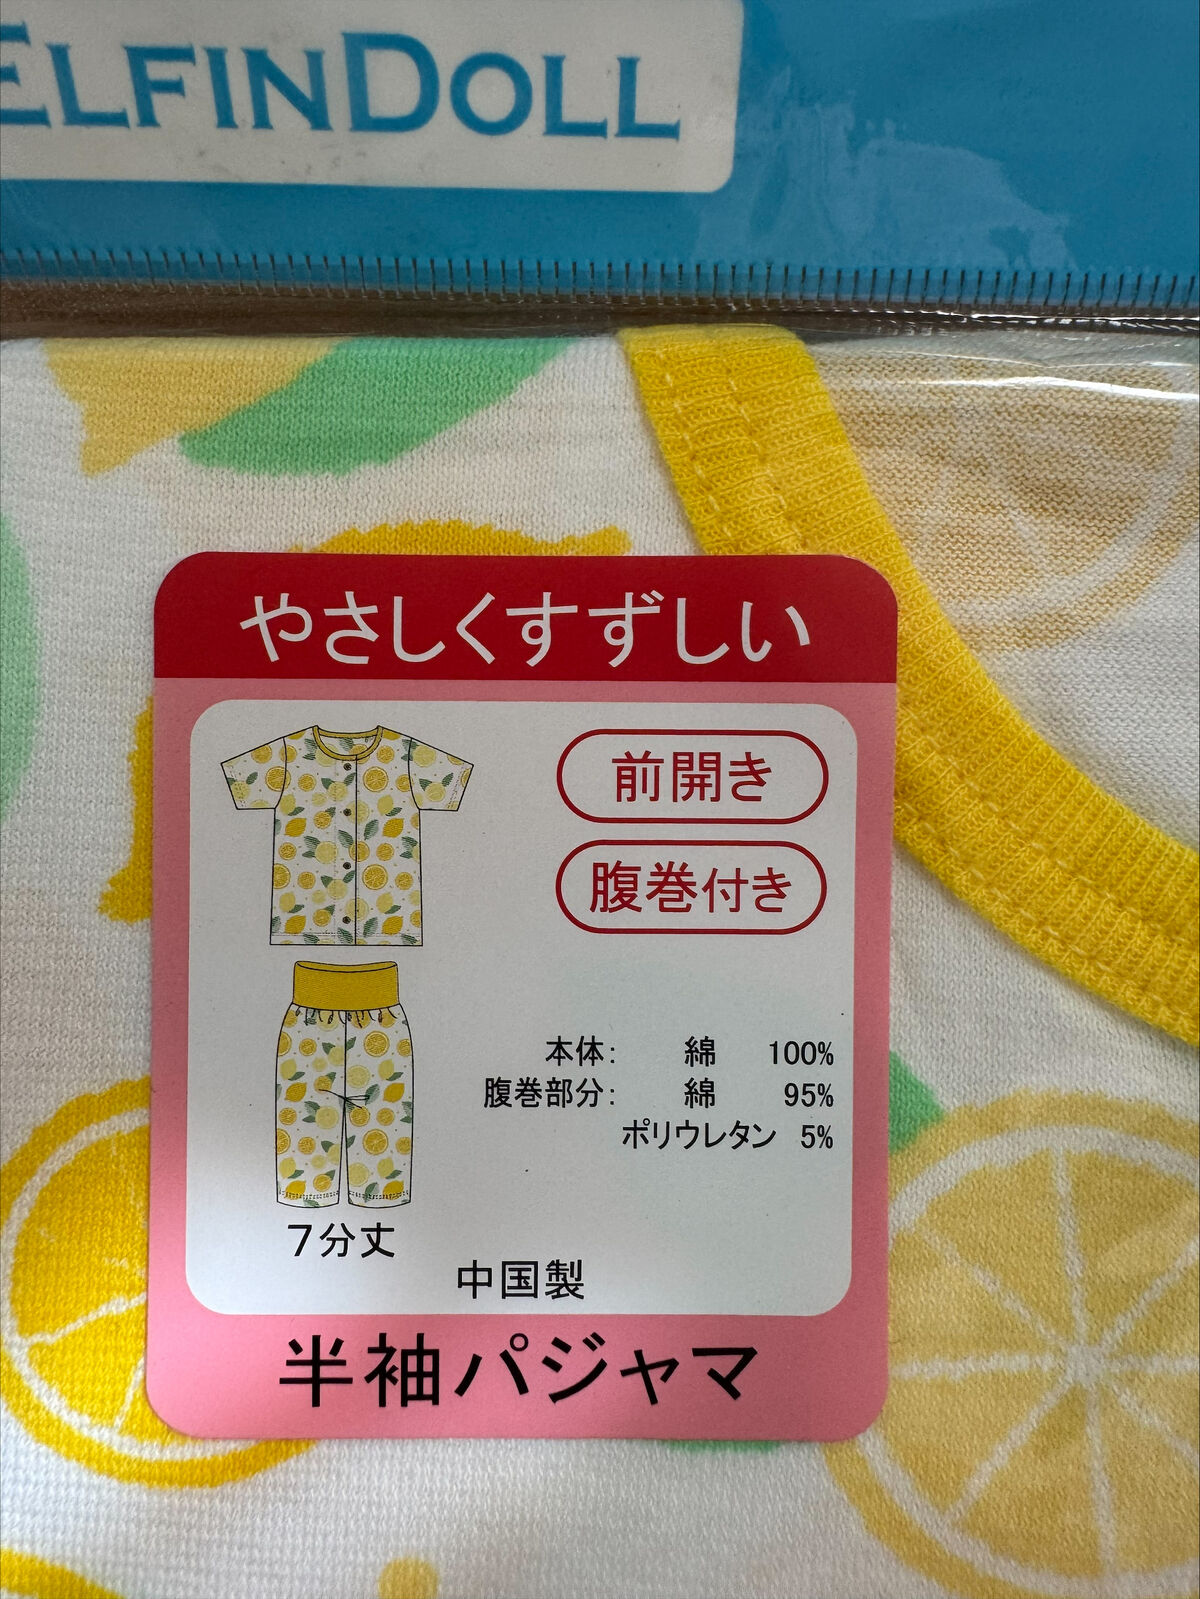 ELFINDOLL
やさしくすずしい
前開き
腹巻付き
本体: 綿 100%
腹巻部分: 綿 95%
ポリウレタン 5%
7分丈
中国製
半袖パジャマ